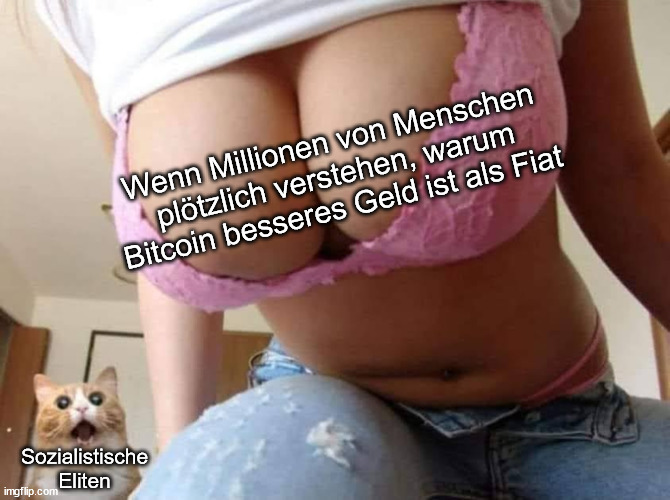 Wenn Millionen von Menschen
plötzlich verstehen, warum
Bitcoin besseres Geld ist als Fiat
Sozialistische
Eliten
imgflip.com